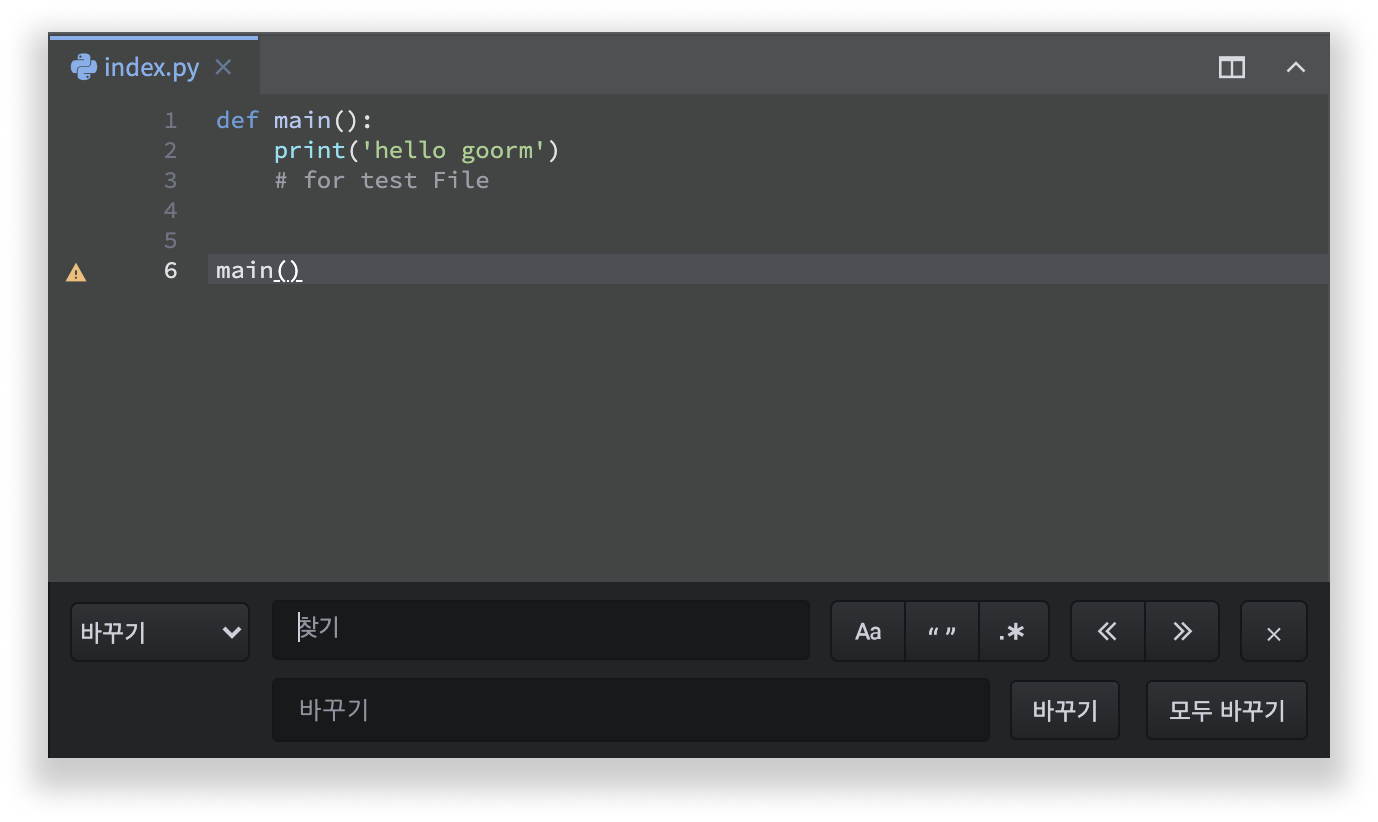 index.py
1 def main():
2 print('hello goorm')
3 # for test File
4
5
6 main()
바꾸기 찾기 Aa “ ” .*
바꾸기 바꾸기 모두 바꾸기